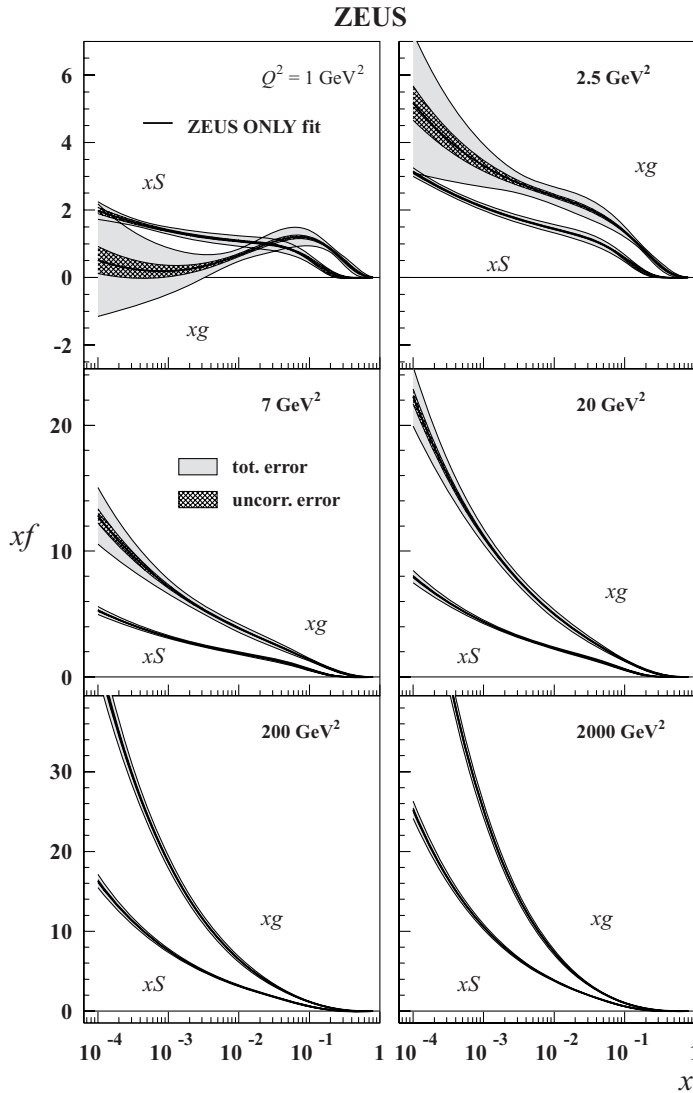 ZEUS
Q² = 1 GeV²
ZEUS ONLY fit
xS
xg
6
4
2
0
-2
2.5 GeV²
xg
xS
7 GeV²
tot. error
uncorr. error
xg
xS
20
10
0
20 GeV²
xg
xS
xf
200 GeV²
xg
xS
30
20
10
0
2000 GeV²
xg
xS
10⁻⁴ 10⁻³ 10⁻² 10⁻¹ 1
10⁻⁴ 10⁻³ 10⁻² 10⁻¹ 1
x